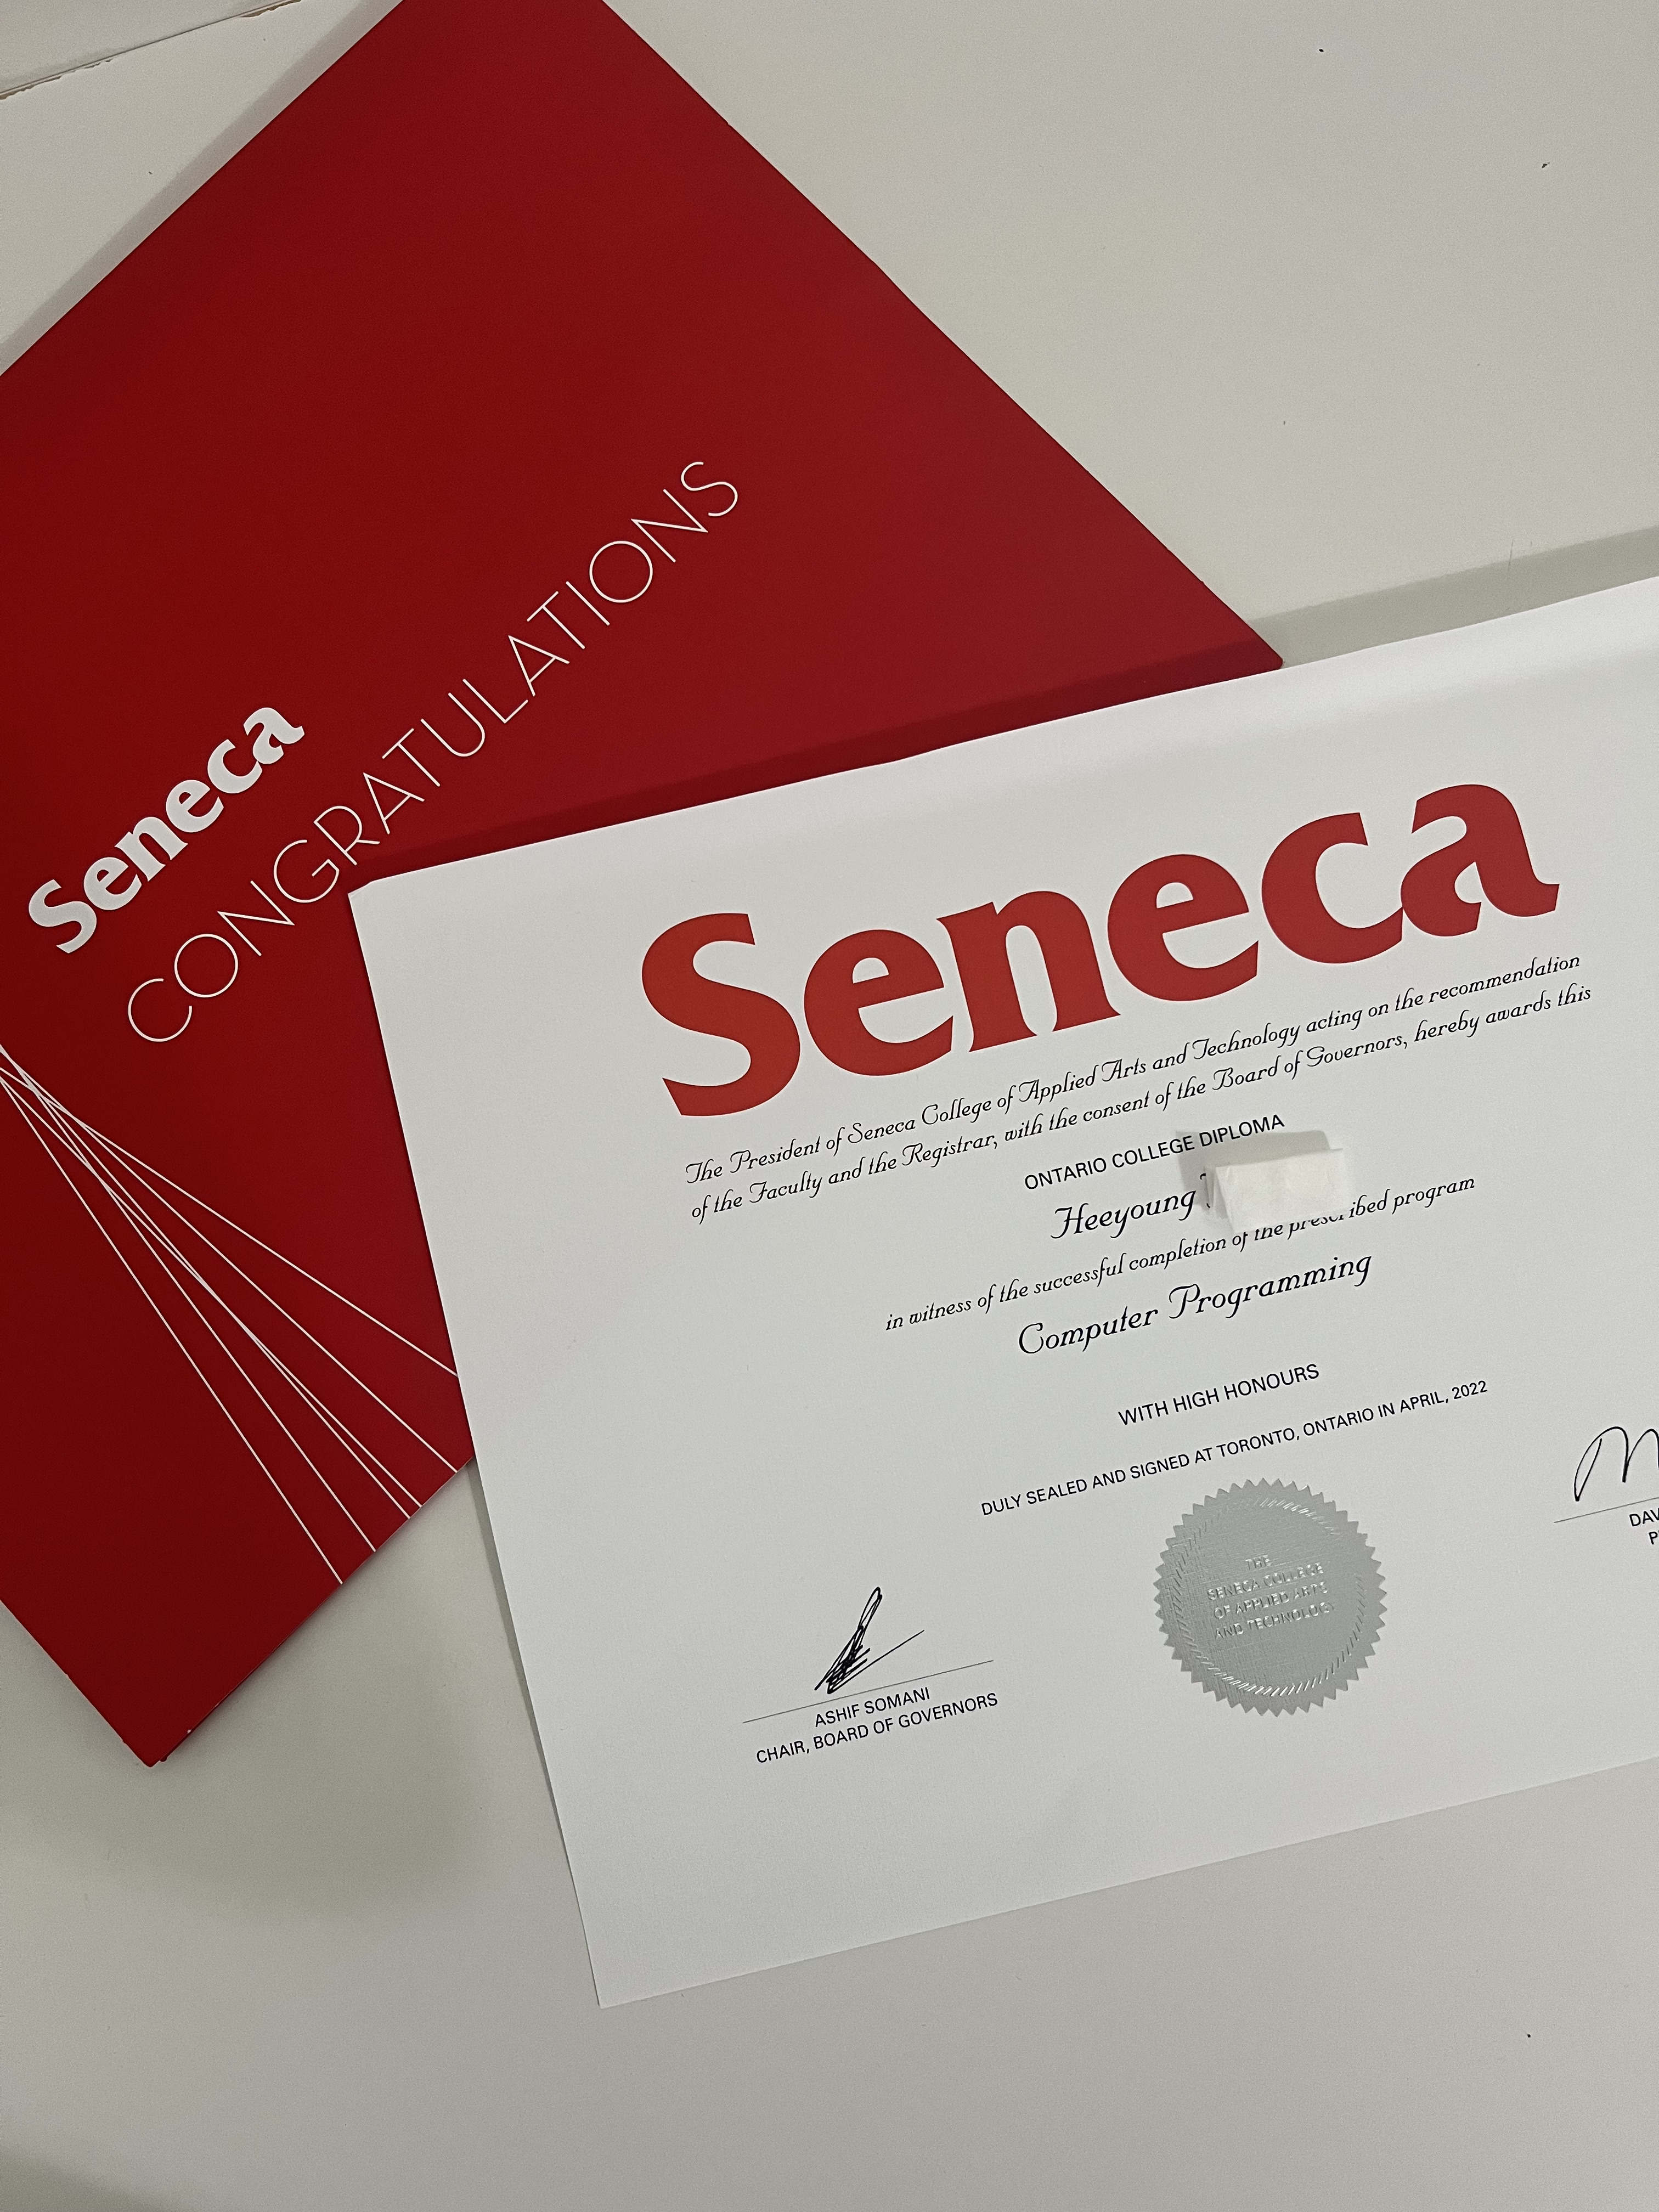 Seneca
CONGRATULATIONS
Seneca
The President of Seneca College of Applied Arts and Technology acting on the recommendation
of the Faculty and the Registrar, with the consent of the Board of Governors, hereby awards this
ONTARIO COLLEGE DIPLOMA
Heeyoung
in witness of the successful completion of the prescribed program
Computer Programming
WITH HIGH HONOURS
DULY SEALED AND SIGNED AT TORONTO, ONTARIO IN APRIL, 2022
THE
SENECA COLLEGE
OF APPLIED ARTS
AND TECHNOLOGY
DAV
P
ASHIF SOMANI
CHAIR, BOARD OF GOVERNORS